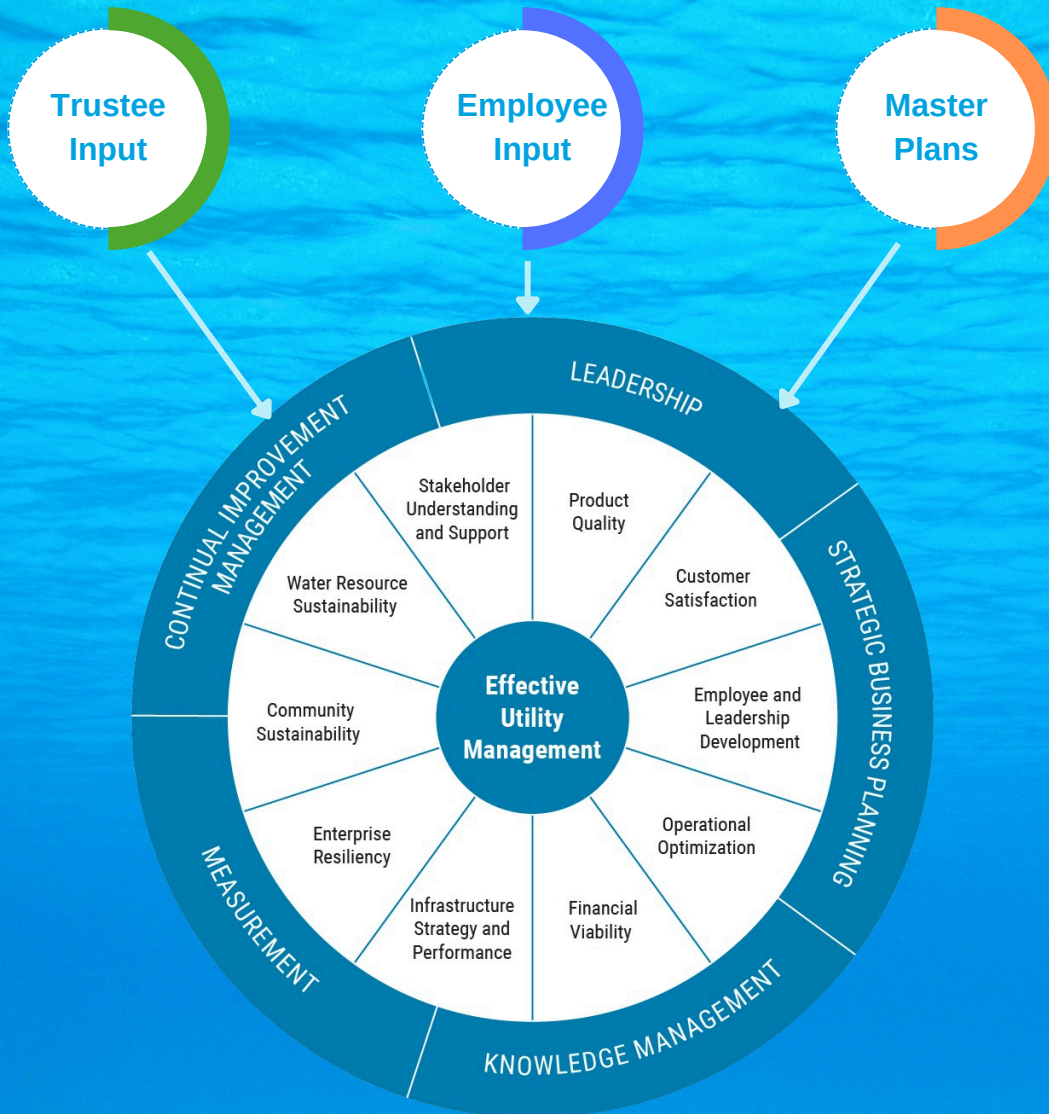 Trustee
Input
Employee
Input
Master
Plans
LEADERSHIP
STRATEGIC BUSINESS PLANNING
KNOWLEDGE MANAGEMENT
MEASUREMENT
CONTINUAL IMPROVEMENT
MANAGEMENT
Product
Quality
Customer
Satisfaction
Employee and
Leadership
Development
Operational
Optimization
Financial
Viability
Infrastructure
Strategy and
Performance
Enterprise
Resiliency
Community
Sustainability
Water Resource
Sustainability
Stakeholder
Understanding
and Support
Effective
Utility
Management